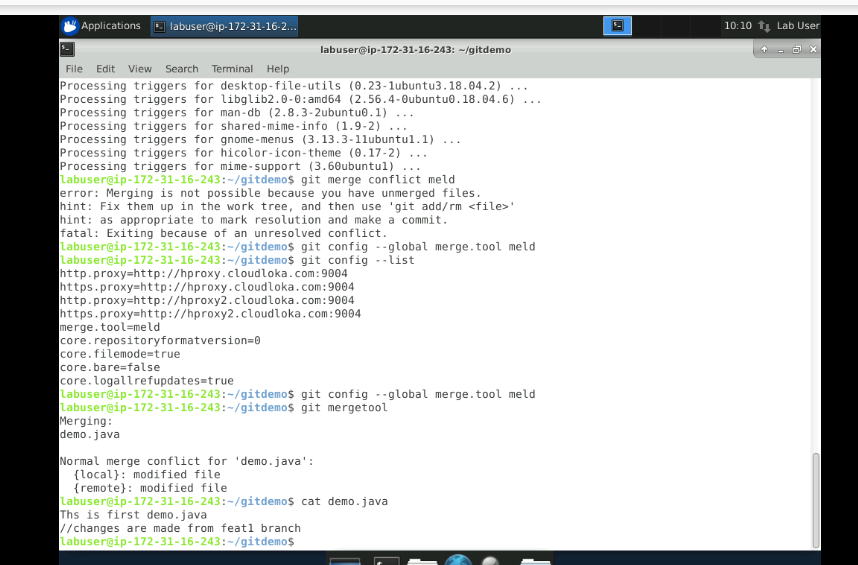 Applications
labuser@ip-172-31-16-2...
10:10
Lab User
labuser@ip-172-31-16-243: ~/gitdemo
File Edit View Search Terminal Help
Processing triggers for desktop-file-utils (0.23-1ubuntu3.18.04.2) ...
Processing triggers for libglib2.0-0:amd64 (2.56.4-0ubuntu0.18.04.6) ...
Processing triggers for man-db (2.8.3-2ubuntu0.1) ...
Processing triggers for shared-mime-info (1.9-2) ...
Processing triggers for gnome-menus (3.13.3-11ubuntu1.1) ...
Processing triggers for hicolor-icon-theme (0.17-2) ...
Processing triggers for mime-support (3.60ubuntu1) ...
labuser@ip-172-31-16-243:~/gitdemo$ git merge conflict meld
error: Merging is not possible because you have unmerged files.
hint: Fix them up in the work tree, and then use 'git add/rm <file>'
hint: as appropriate to mark resolution and make a commit.
fatal: Exiting because of an unresolved conflict.
labuser@ip-172-31-16-243:~/gitdemo$ git config --global merge.tool meld
labuser@ip-172-31-16-243:~/gitdemo$ git config --list
http.proxy=http://hproxy.cloudloka.com:9004
https.proxy=http://hproxy.cloudloka.com:9004
http.proxy=http://hproxy2.cloudloka.com:9004
https.proxy=http://hproxy2.cloudloka.com:9004
merge.tool=meld
core.repositoryformatversion=0
core.filemode=true
core.bare=false
core.logallrefupdates=true
labuser@ip-172-31-16-243:~/gitdemo$ git config --global merge.tool meld
labuser@ip-172-31-16-243:~/gitdemo$ git mergetool
Merging:
demo.java
Normal merge conflict for 'demo.java':
{local}: modified file
{remote}: modified file
labuser@ip-172-31-16-243:~/gitdemo$ cat demo.java
Ths is first demo.java
//changes are made from feat1 branch
labuser@ip-172-31-16-243:~/gitdemo$